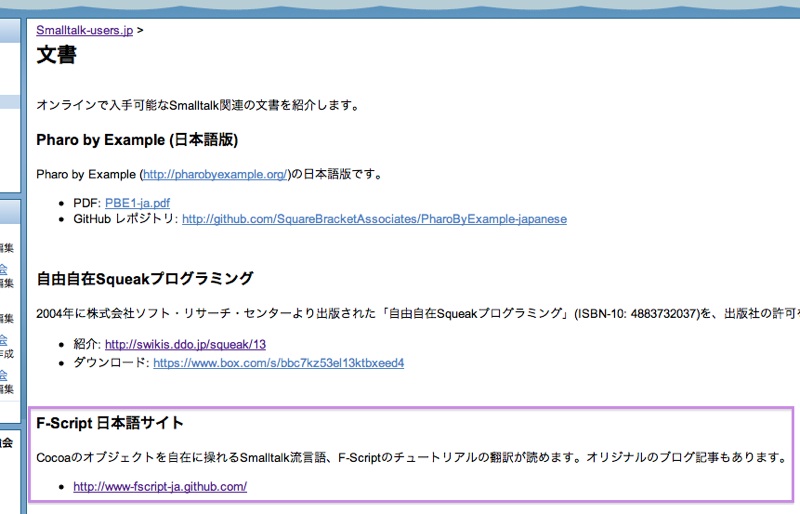 Smalltalk-users.jp >
文書
オンラインで入手可能なSmalltalk関連の文書を紹介します。
Pharo by Example (日本語版)
Pharo by Example (http://pharobyexample.org/)の日本語版です。
• PDF: PBE1-ja.pdf
• GitHub レポジトリ: http://github.com/SquareBracketAssociates/PharoByExample-japanese
編集
会
編集
自由自在Squeakプログラミング
2004年に株式会社ソフト・リサーチ・センターより出版された「自由自在Squeakプログラミング」(ISBN-10: 4883732037)を、出版社の許可を
編集
• 紹介: http://swikis.ddo.jp/squeak/13
会
作成
• ダウンロード: https://www.box.com/s/bbc7kz53el13ktbxeed4
会
編集
F-Script 日本語サイト
会
Cocoaのオブジェクトを自在に操れるSmalltalk流言語、F-Scriptのチュートリアルの翻訳が読めます。オリジナルのブログ記事もあります。
• http://www-fscript-ja.github.com/